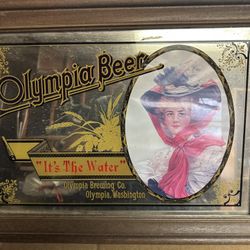 Olympia Beer
"It's The Water"
Olympia Brewing Co.
Olympia, Washington